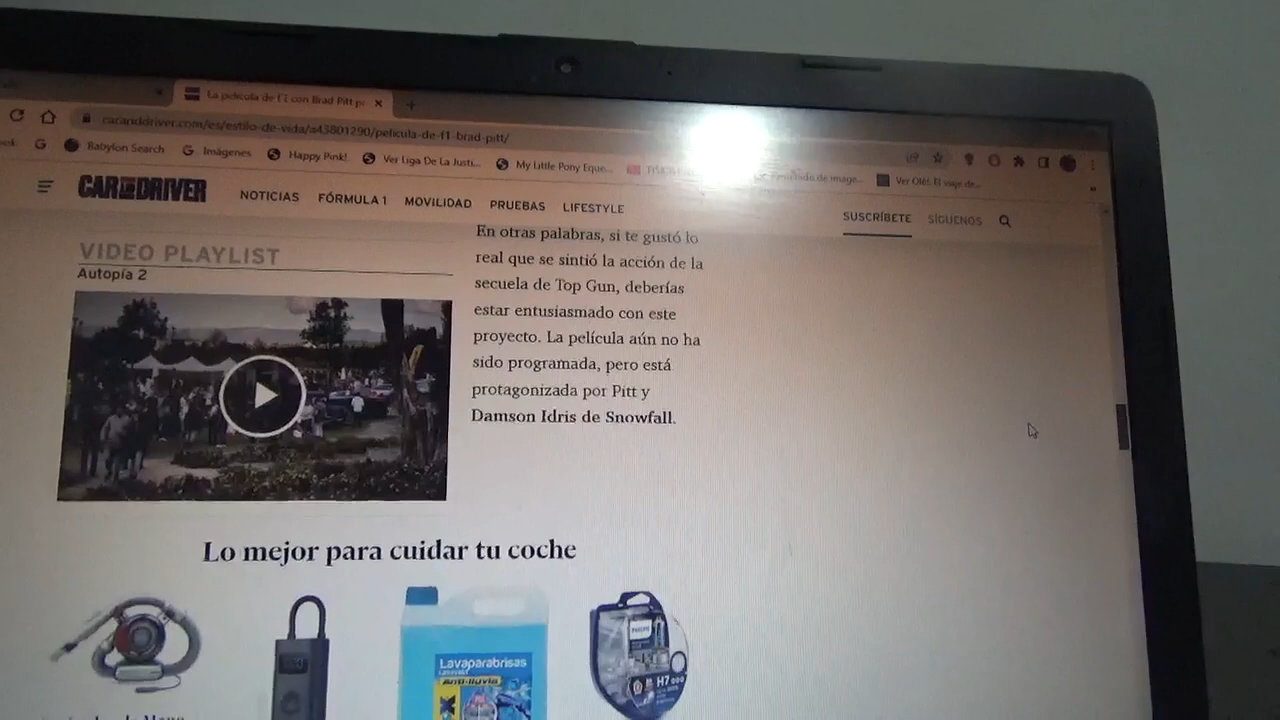 La película de f1 con Brad Pitt
caranddriver.com/es/estilo-de-vida/a43801290/pelicula-de-f1-brad-pitt/
G
Babylon Search
Imágenes
Happy Pink!
Ver Liga De La Justi...
My Little Pony Eque...
de image...
Ver Olé!. El viaje de...
CAR AND DRIVER
NOTICIAS
FÓRMULA 1
MOVILIDAD
PRUEBAS
LIFESTYLE
SUSCRÍBETE
SÍGUENOS
VIDEO PLAYLIST
Autopía 2
En otras palabras, si te gustó lo
real que se sintió la acción de la
secuela de Top Gun, deberías
estar entusiasmado con este
proyecto. La película aún no ha
sido programada, pero está
protagonizada por Pitt y
Damson Idris de Snowfall.
Lo mejor para cuidar tu coche
Lavaparabrisas
Anti-lluvia
PHILIPS
H7